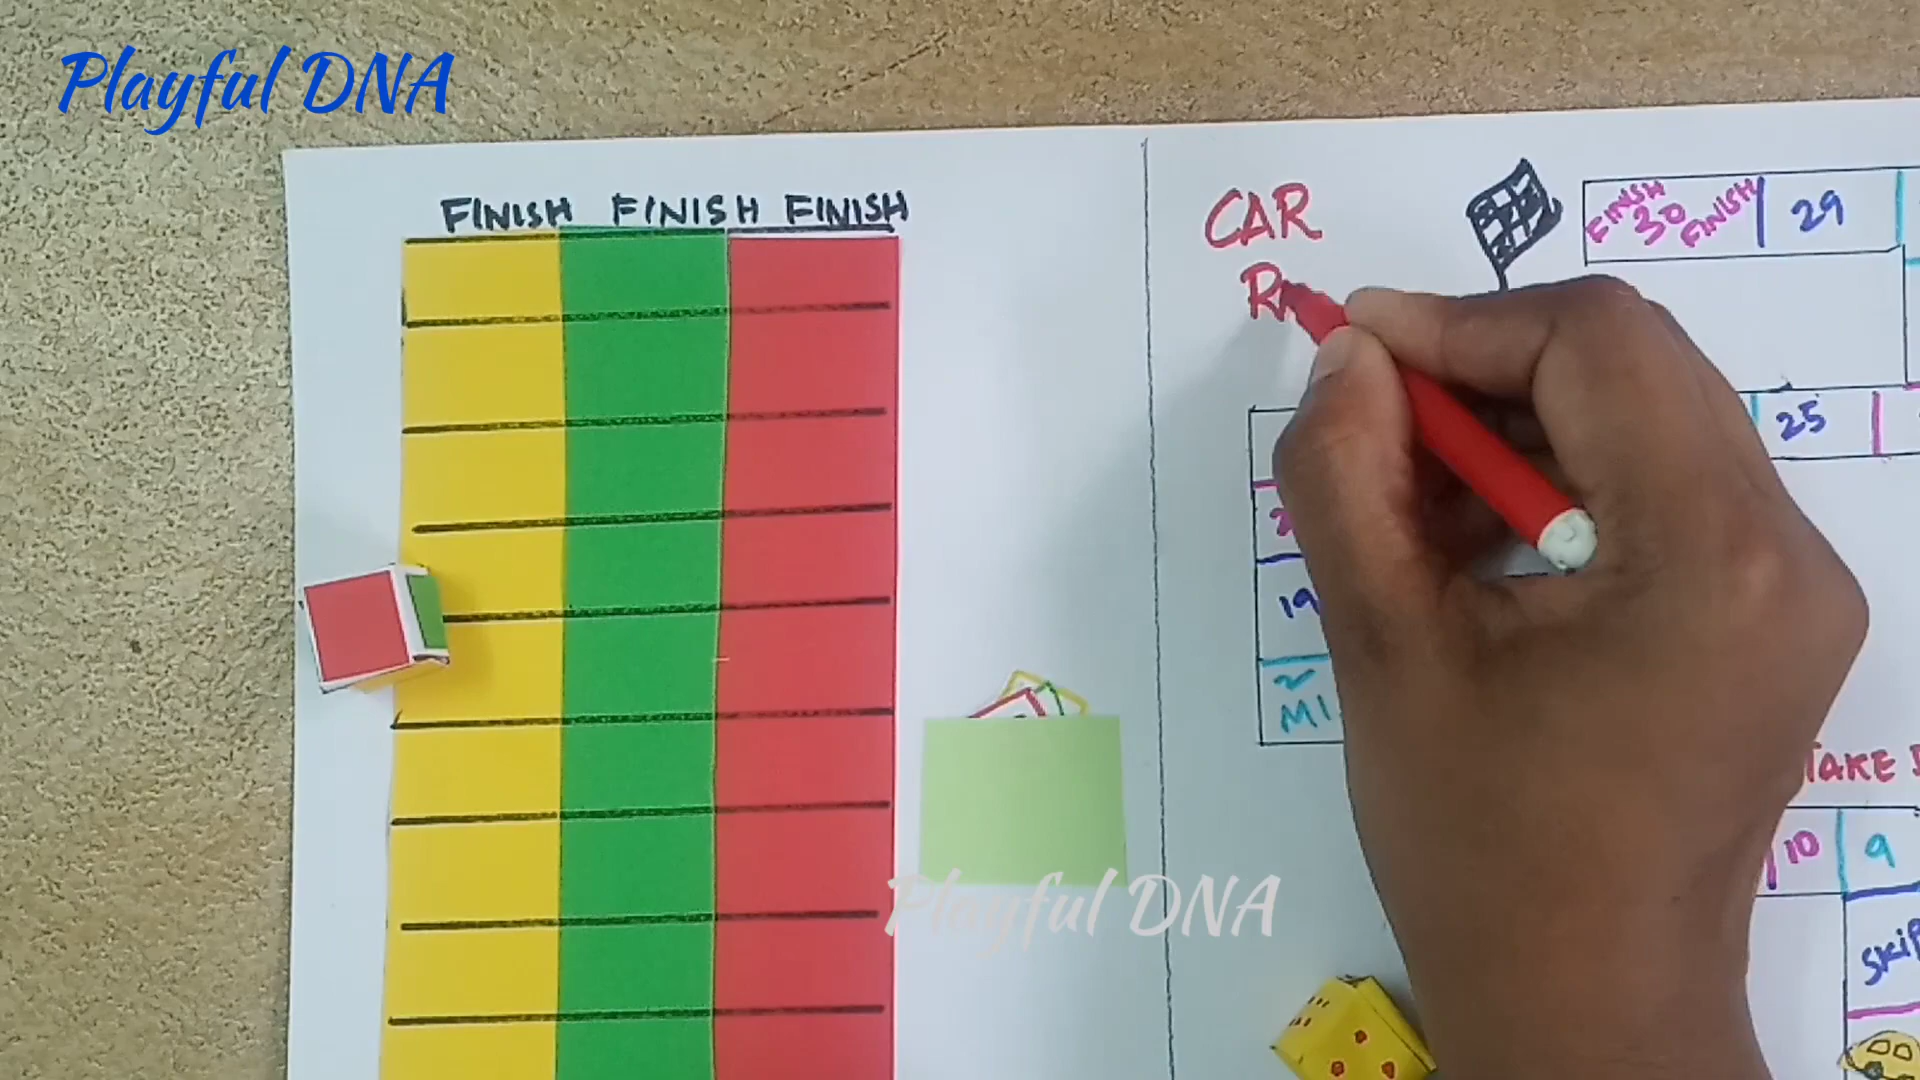 Playful DNA
FINISH FINISH FINISH
CAR
R
FINISH 30 FINISH
29
25
19
TAKE
10
9
Playful DNA